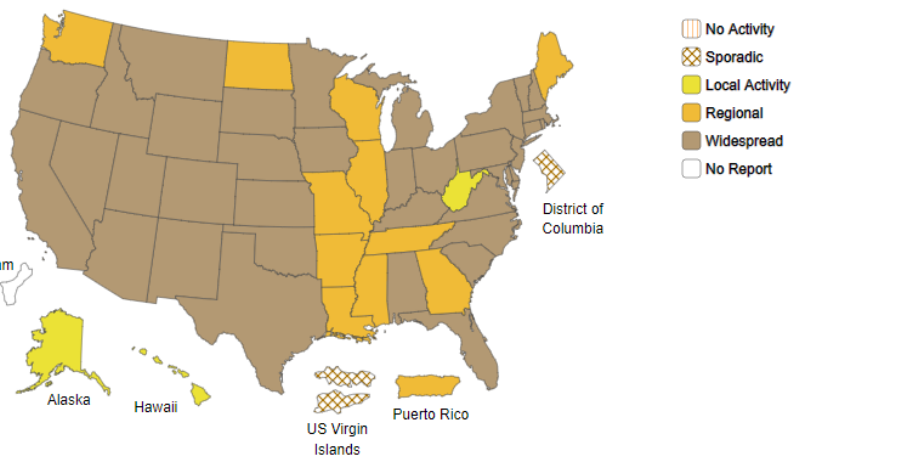 No Activity
Sporadic
Local Activity
Regional
Widespread
No Report
District of
Columbia
am
Alaska
Hawaii
US Virgin
Islands
Puerto Rico